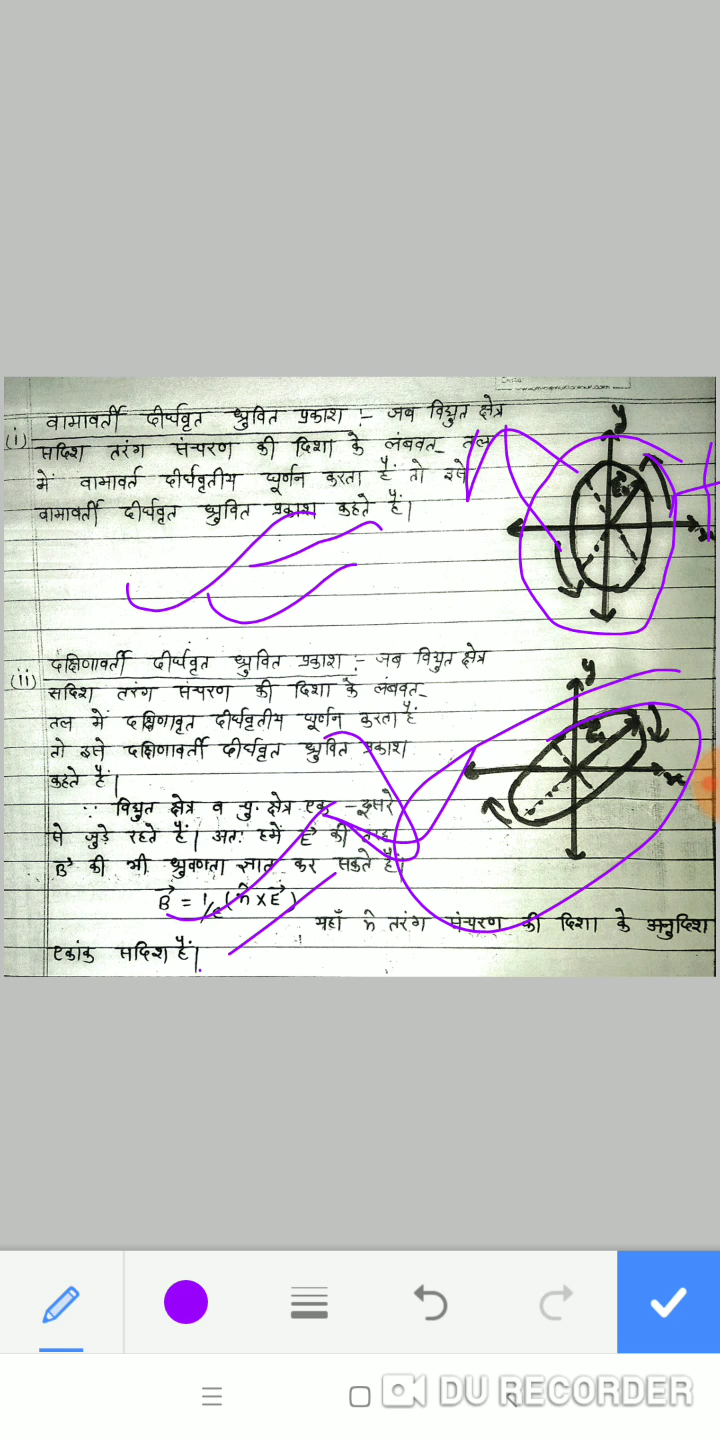 (i) वामावर्ती दीर्घवृत ध्रुवित प्रकाश :- जब विद्युत क्षेत्र
सदिश तरंग संचरण की दिशा के लंबवत तल
में वामावर्त दीर्घवृतीय घूर्णन करता है तो इसे
वामावर्ती दीर्घवृत ध्रुवित प्रकाश कहते हैं।
y
x
(ii) दक्षिणावर्ती दीर्घवृत ध्रुवित प्रकाश :- जब विद्युत क्षेत्र
सदिश तरंग संचरण की दिशा के लंबवत
तल में दक्षिणावृत दीर्घवृतीय घूर्णन करता है
तो इसे दक्षिणावर्ती दीर्घवृत ध्रुवित प्रकाश
कहते हैं।
y
x
∵ विद्युत क्षेत्र व चु. क्षेत्र एक - दूसरे
से जुड़े रहते हैं। अतः हमें E⃗ की तरह
B⃗ की भी ध्रुवणता ज्ञात कर सकते हैं।
B⃗ = 1/c (n̂ × E⃗)
यहाँ n̂ तरंग संचरण की दिशा के अनुदिश
एकांक सदिश हैं।
DU RECORDER